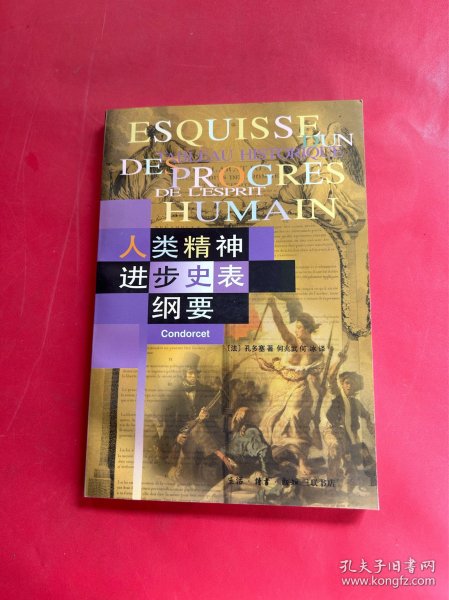 ESQUISSE
D'UN
TABLEAU HISTORIQUE
DES PROGRES
DE L'ESPRIT
HUMAIN
人类精神
进步史表
纲要
Condorcet
〔法〕孔多塞 著 何兆武 何冰 译
生活·读书·新知三联书店
孔夫子旧书网
www.kongfz.com